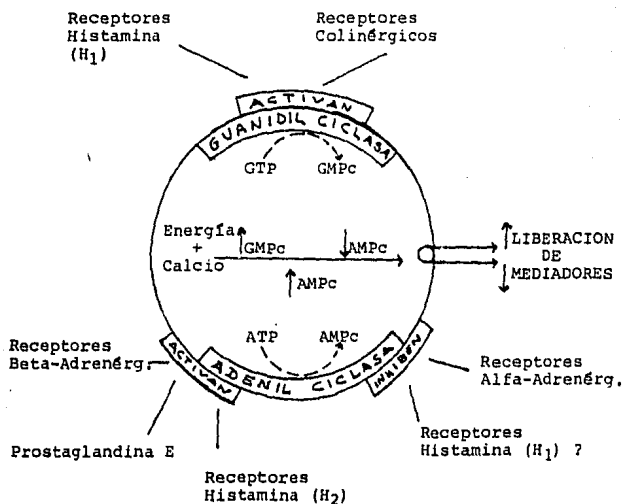 Receptores
Histamina
(H1)
Receptores
Colinérgicos
ACTIVAN
GUANIDIL CICLASA
GTP
GMPc
Energía
+
Calcio
↑GMPc
↓AMPc
↑AMPc
↑LIBERACION
DE
↓MEDIADORES
ATP
AMPc
ADENIL CICLASA
ACTIVAN
INHIBEN
Receptores
Beta-Adrenérg.
Prostaglandina E
Receptores
Histamina (H2)
Receptores
Alfa-Adrenérg.
Receptores
Histamina (H1) ?